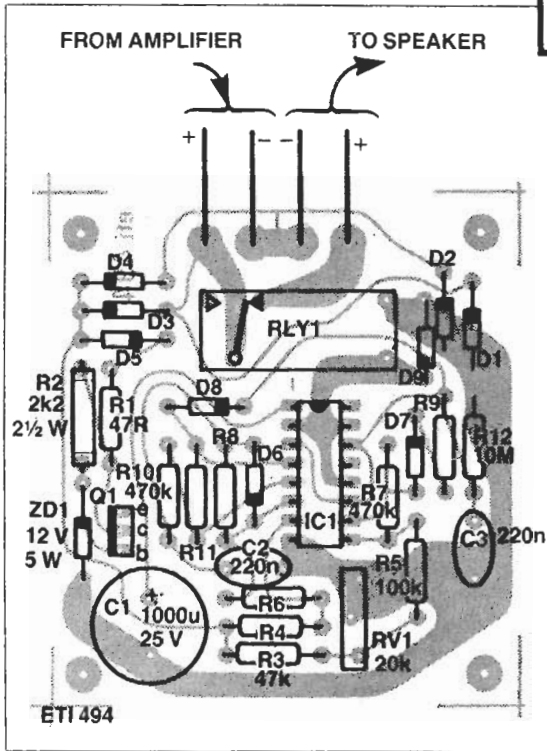 FROM AMPLIFIER
TO SPEAKER
+
-
-
+
D4
D3
D5
RLY1
D2
D1
D9
R2
2k2
2½ W
R1
47R
D8
R8
D6
D7
R9
R12
10M
R10
470k
Q1
e
c
b
R11
IC1
R7
470k
ZD1
12 V
5 W
C2
220n
C3
220n
R5
100k
C1
+
1000u
25 V
R6
R4
R3
47k
RV1
20k
ETI 494